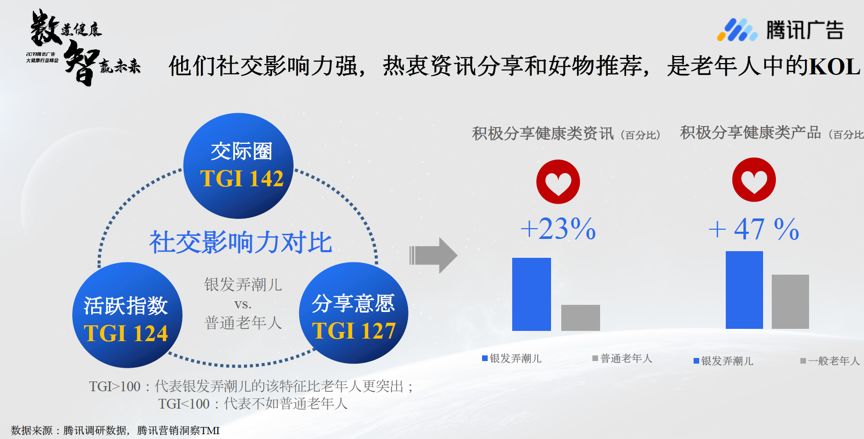 数造健康
2019腾讯广告
大健康行业峰会
智赢未来
腾讯广告
他们社交影响力强，热衷资讯分享和好物推荐，是老年人中的KOL
交际圈
TGI 142
社交影响力对比
银发弄潮儿
vs.
普通老年人
活跃指数
TGI 124
分享意愿
TGI 127
TGI>100：代表银发弄潮儿的该特征比老年人更突出；
TGI<100：代表不如普通老年人
积极分享健康类资讯（百分比）
+23%
银发弄潮儿 普通老年人
积极分享健康类产品（百分比
+ 47 %
银发弄潮儿 一般老年人
数据来源：腾讯调研数据，腾讯营销洞察TMI